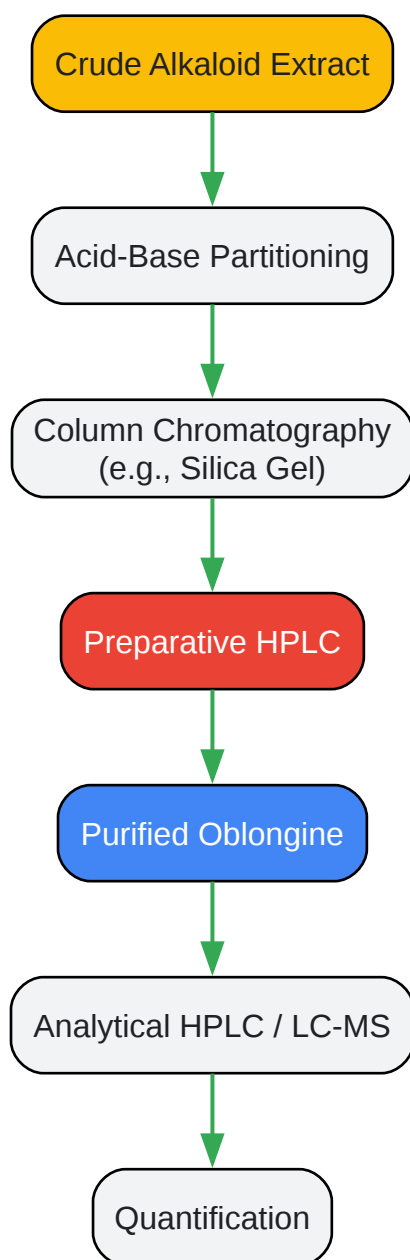 Crude Alkaloid Extract
Acid-Base Partitioning
Column Chromatography
(e.g., Silica Gel)
Preparative HPLC
Purified Oblongine
Analytical HPLC / LC-MS
Quantification